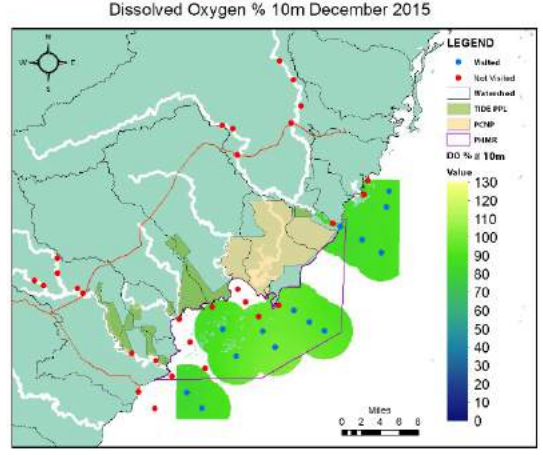 Dissolved Oxygen % 10m December 2015
N
W E
S
LEGEND
Visited
Not Visited
Watershed
TIDE PPL
PCNP
PHMR
DO % @ 10m
Value
130
120
110
100
90
80
70
60
50
40
30
20
10
0
Miles
0 1 2 4 6 8